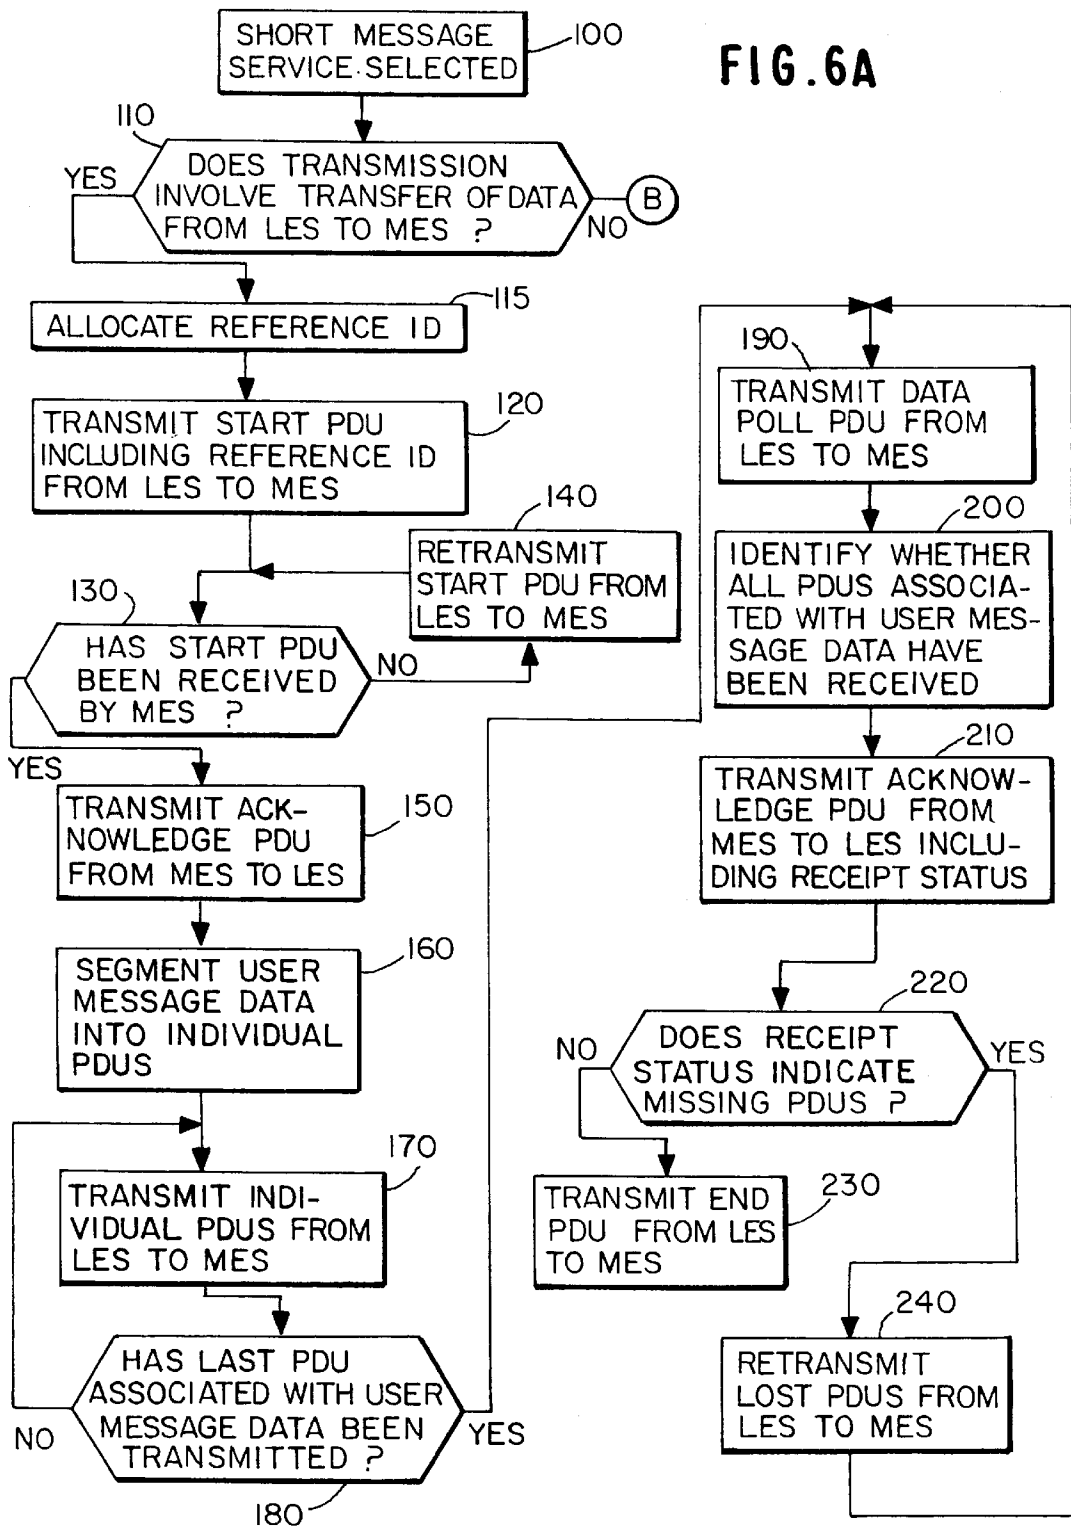 FIG.6A
SHORT MESSAGE
SERVICE SELECTED
100
110
DOES TRANSMISSION
INVOLVE TRANSFER OF DATA
FROM LES TO MES ?
YES
NO
B
115
ALLOCATE REFERENCE ID
120
TRANSMIT START PDU
INCLUDING REFERENCE ID
FROM LES TO MES
140
RETRANSMIT
START PDU FROM
LES TO MES
130
HAS START PDU
BEEN RECEIVED
BY MES ?
NO
YES
150
TRANSMIT ACK-
NOWLEDGE PDU
FROM MES TO LES
160
SEGMENT USER
MESSAGE DATA
INTO INDIVIDUAL
PDUS
170
TRANSMIT INDI-
VIDUAL PDUS FROM
LES TO MES
HAS LAST PDU
ASSOCIATED WITH USER
MESSAGE DATA BEEN
TRANSMITTED ?
NO
YES
180
190
TRANSMIT DATA
POLL PDU FROM
LES TO MES
200
IDENTIFY WHETHER
ALL PDUS ASSOCIA-
TED WITH USER MES-
SAGE DATA HAVE
BEEN RECEIVED
210
TRANSMIT ACKNOW-
LEDGE PDU FROM
MES TO LES INCLU-
DING RECEIPT STATUS
220
DOES RECEIPT
STATUS INDICATE
MISSING PDUS ?
NO
YES
230
TRANSMIT END
PDU FROM LES
TO MES
240
RETRANSMIT
LOST PDUS FROM
LES TO MES